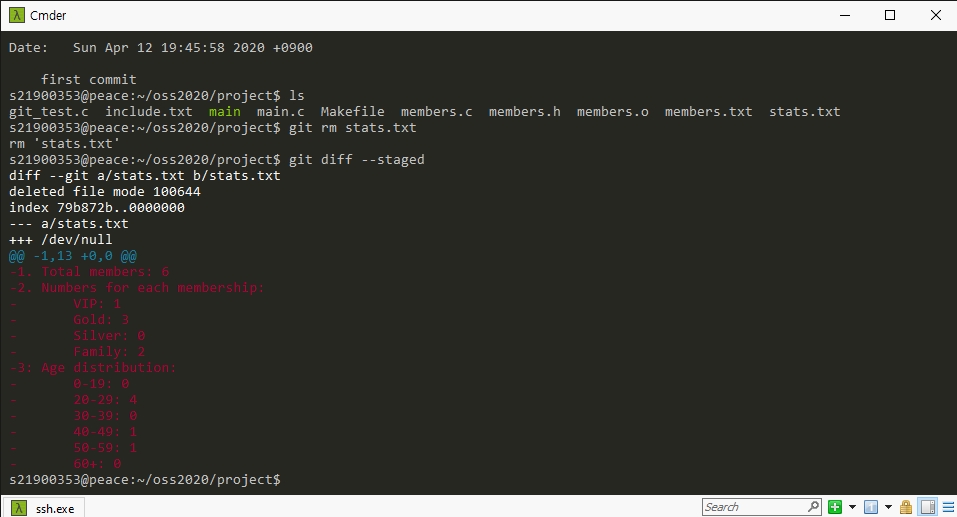 Cmder
Date:   Sun Apr 12 19:45:58 2020 +0900
    first commit
s21900353@peace:~/oss2020/project$ ls
git_test.c  include.txt  main  main.c  Makefile  members.c  members.h  members.o  members.txt  stats.txt
s21900353@peace:~/oss2020/project$ git rm stats.txt
rm 'stats.txt'
s21900353@peace:~/oss2020/project$ git diff --staged
diff --git a/stats.txt b/stats.txt
deleted file mode 100644
index 79b872b..0000000
--- a/stats.txt
+++ /dev/null
@@ -1,13 +0,0 @@
-1. Total members: 6
-2. Numbers for each membership:
-       VIP: 1
-       Gold: 3
-       Silver: 0
-       Family: 2
-3: Age distribution:
-       0-19: 0
-       20-29: 4
-       30-39: 0
-       40-49: 1
-       50-59: 1
-       60+: 0
s21900353@peace:~/oss2020/project$
ssh.exe
Search